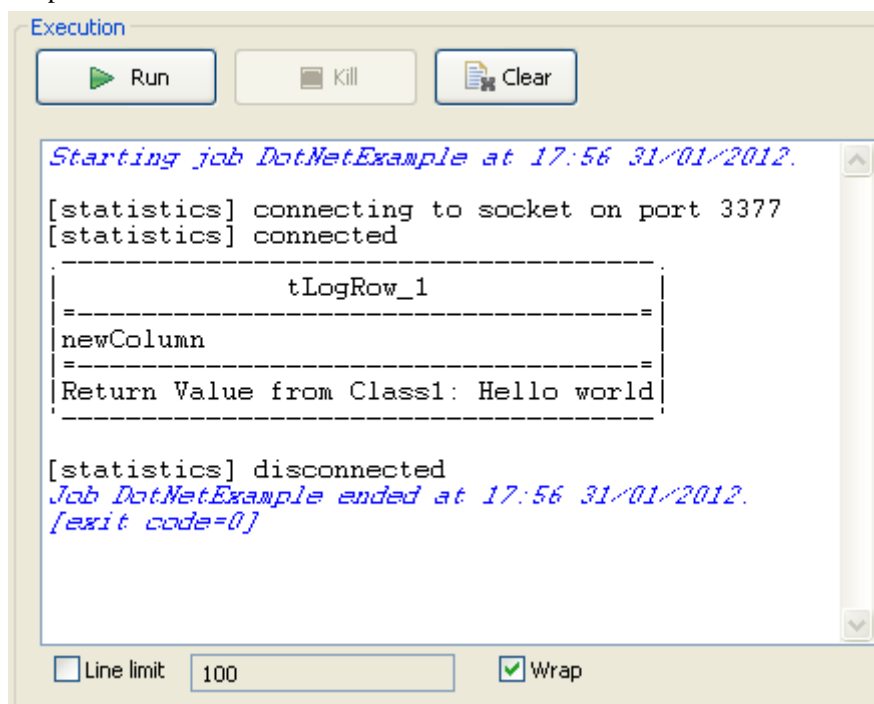 Execution
Run Kill Clear
Starting job DotNetExample at 17:56 31/01/2012.
[statistics] connecting to socket on port 3377
[statistics] connected
.-------------------------------------.
|              tLogRow_1              |
|=-----------------------------------=|
|newColumn                            |
|=-----------------------------------=|
|Return Value from Class1: Hello world|
'-------------------------------------'
[statistics] disconnected
Job DotNetExample ended at 17:56 31/01/2012.
[exit code=0]
Line limit 100 Wrap